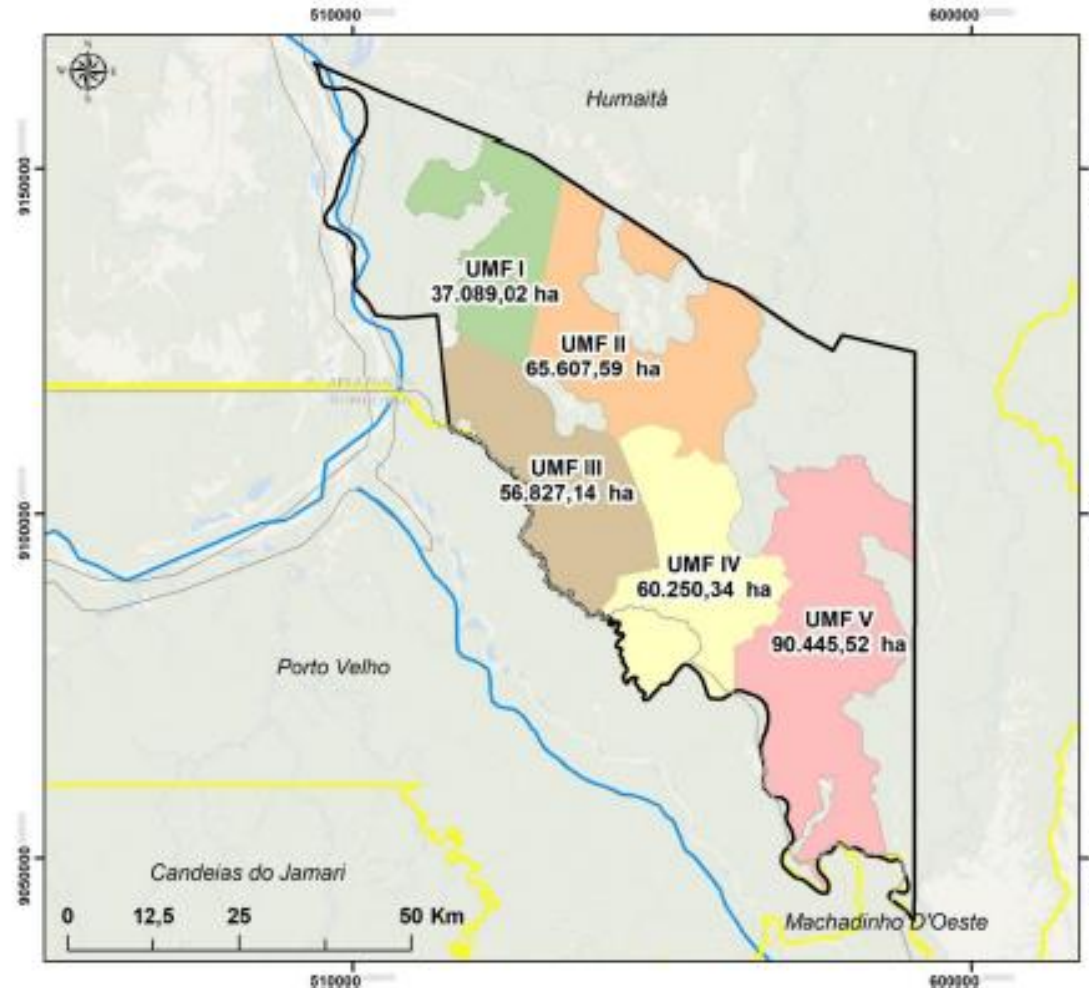 510000
600000
N
W
E
S
Humaitá
9150000
UMF I
37.089,02 ha
UMF II
65.607,59 ha
UMF III
56.827,14 ha
9100000
UMF IV
60.250,34 ha
UMF V
90.445,52 ha
Porto Velho
9050000
Candeias do Jamari
0 12,5 25 50 Km
Machadinho D'Oeste
510000
600000